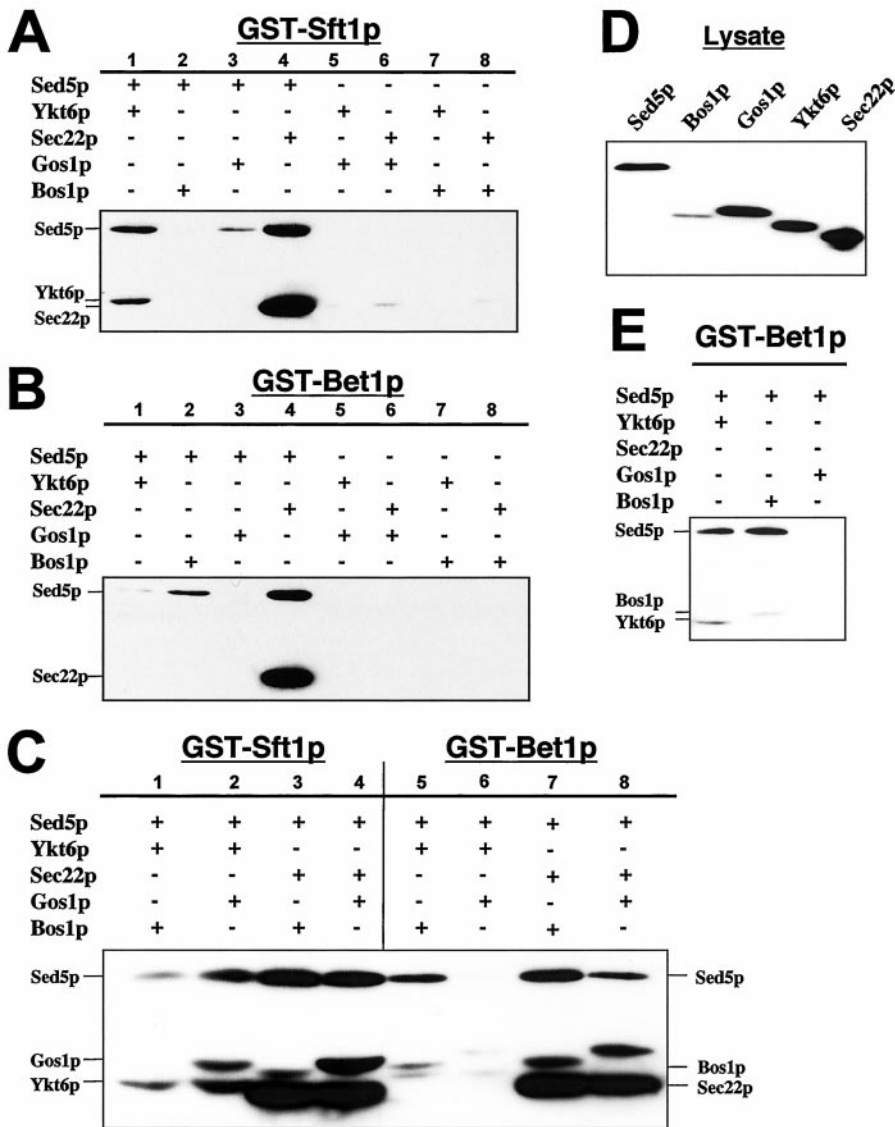 A
GST-Sft1p
1 2 3 4 5 6 7 8
Sed5p + + + + - - - -
Ykt6p + - - - + - + -
Sec22p - - - + - + - +
Gos1p - - + - + + - -
Bos1p - + - - - - + +
Sed5p
Ykt6p
Sec22p
B
GST-Bet1p
1 2 3 4 5 6 7 8
Sed5p + + + + - - - -
Ykt6p + - - - + - + -
Sec22p - - - + - + - +
Gos1p - - + - + + - -
Bos1p - + - - - - + +
Sed5p
Sec22p
C
GST-Sft1p GST-Bet1p
1 2 3 4 5 6 7 8
Sed5p + + + + + + + +
Ykt6p + + - - + + - -
Sec22p - - + + - - + +
Gos1p - + - + - + - +
Bos1p + - + - + - + -
Sed5p Sed5p
Gos1p Bos1p
Ykt6p Sec22p
D
Lysate
Sed5p Bos1p Gos1p Ykt6p Sec22p
E
GST-Bet1p
Sed5p + + +
Ykt6p + - -
Sec22p - - -
Gos1p - - +
Bos1p - + -
Sed5p
Bos1p
Ykt6p